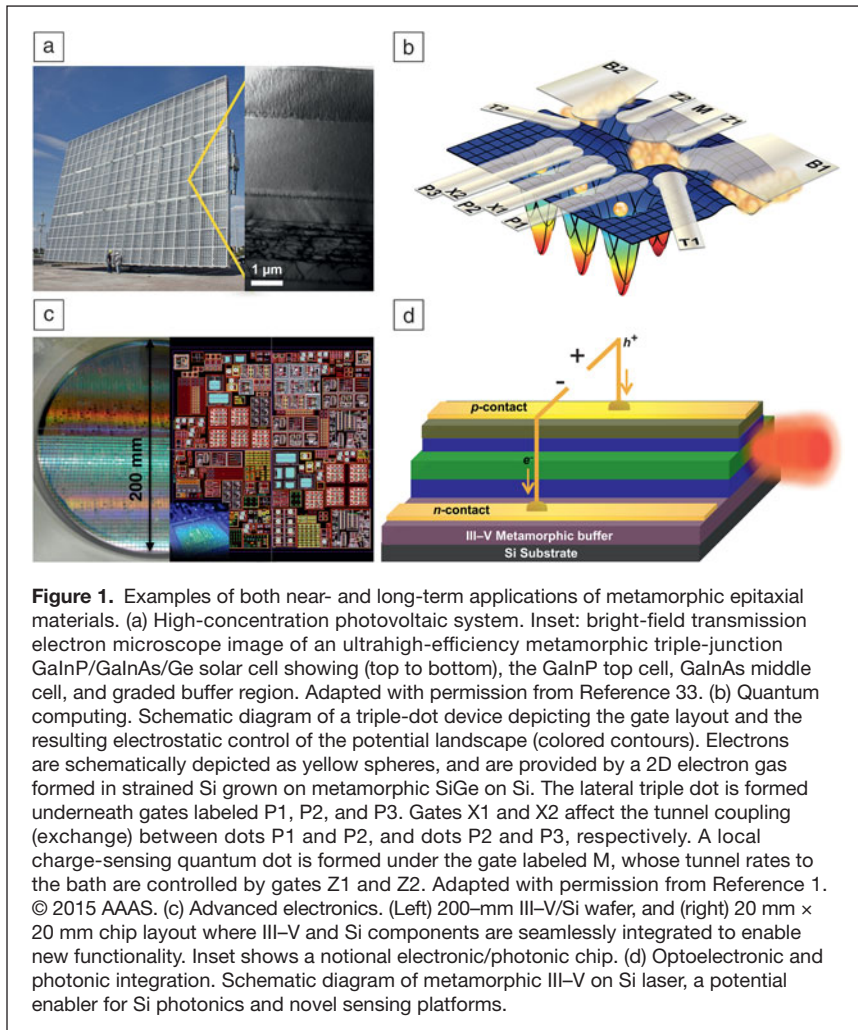 a
b
1 µm
B2
T2
Z2
M
Z1
B1
P3
X2
P2
X1
P1
T1
c
d
200 mm
h+
+
-
p-contact
e-
n-contact
III–V Metamorphic buffer
Si Substrate
Figure 1. Examples of both near- and long-term applications of metamorphic epitaxial
materials. (a) High-concentration photovoltaic system. Inset: bright-field transmission
electron microscope image of an ultrahigh-efficiency metamorphic triple-junction
GaInP/GaInAs/Ge solar cell showing (top to bottom), the GaInP top cell, GaInAs middle
cell, and graded buffer region. Adapted with permission from Reference 33. (b) Quantum
computing. Schematic diagram of a triple-dot device depicting the gate layout and the
resulting electrostatic control of the potential landscape (colored contours). Electrons
are schematically depicted as yellow spheres, and are provided by a 2D electron gas
formed in strained Si grown on metamorphic SiGe on Si. The lateral triple dot is formed
underneath gates labeled P1, P2, and P3. Gates X1 and X2 affect the tunnel coupling
(exchange) between dots P1 and P2, and dots P2 and P3, respectively. A local
charge-sensing quantum dot is formed under the gate labeled M, whose tunnel rates to
the bath are controlled by gates Z1 and Z2. Adapted with permission from Reference 1.
© 2015 AAAS. (c) Advanced electronics. (Left) 200–mm III–V/Si wafer, and (right) 20 mm ×
20 mm chip layout where III–V and Si components are seamlessly integrated to enable
new functionality. Inset shows a notional electronic/photonic chip. (d) Optoelectronic and
photonic integration. Schematic diagram of metamorphic III–V on Si laser, a potential
enabler for Si photonics and novel sensing platforms.